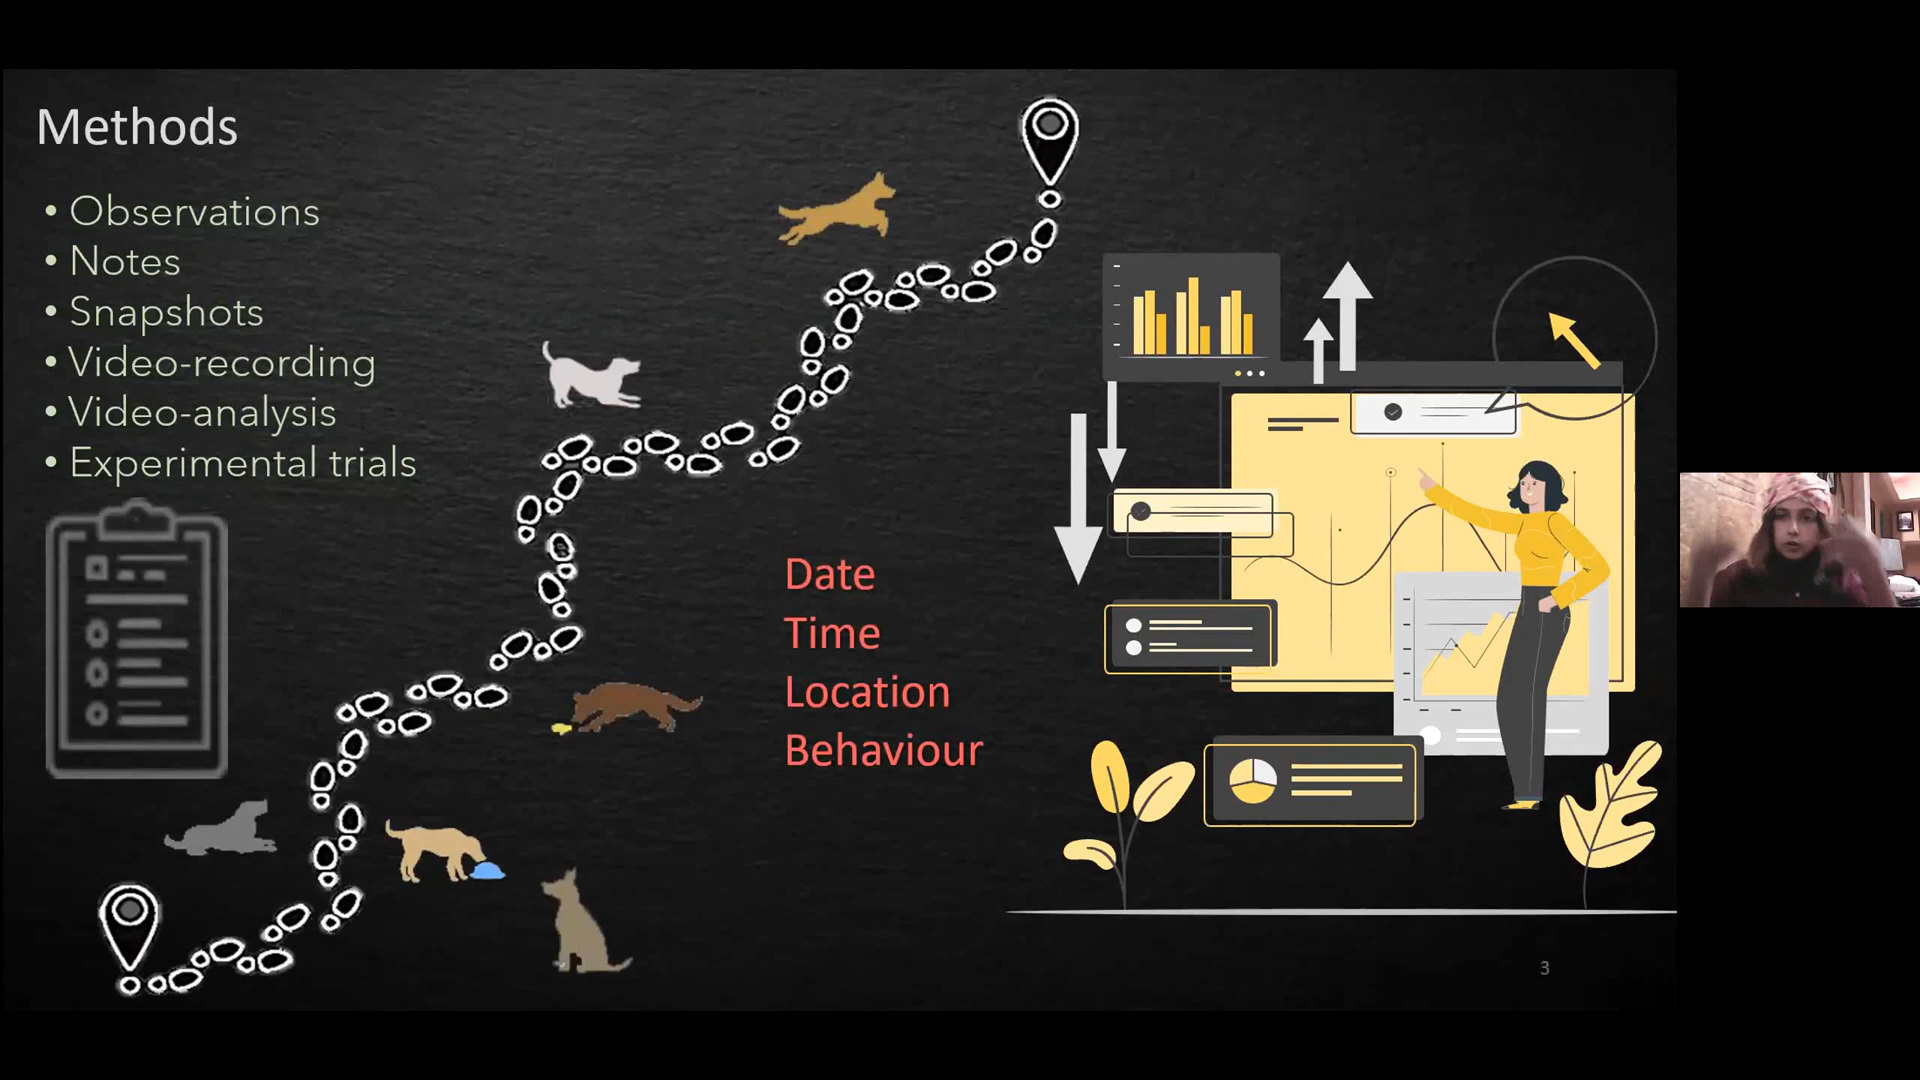 Methods
• Observations
• Notes
• Snapshots
• Video-recording
• Video-analysis
• Experimental trials
Date
Time
Location
Behaviour
3